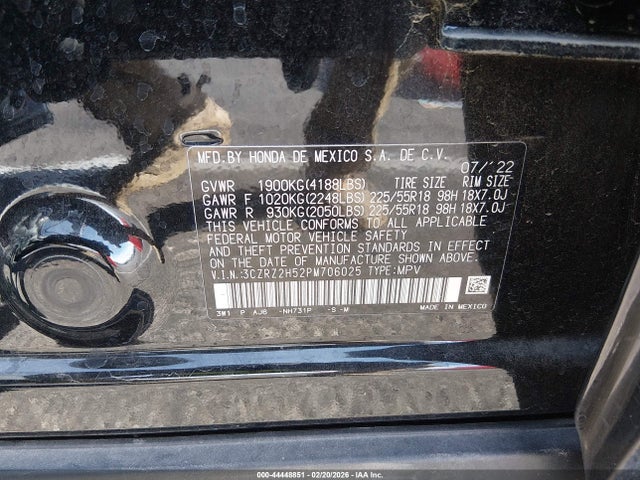 MFD. BY HONDA DE MEXICO S.A. DE C.V. 07/'22
GVWR 1900KG(4188LBS) TIRE SIZE RIM SIZE
GAWR F 1020KG(2248LBS) 225/55R18 98H 18X7.0J
GAWR R 930KG(2050LBS) 225/55R18 98H 18X7.0J
THIS VEHICLE CONFORMS TO ALL APPLICABLE
FEDERAL MOTOR VEHICLE SAFETY
STANDARDS IN EFFECT ON THE
DATE OF MANUFACTURE SHOWN ABOVE.
V.I.N.:3CZRZ2H52PM706025 TYPE:MPV
3W1 P AJ6 -NH731P -S -M MADE IN MEXICO
000-44448851 - 02/20/2026 - IAA Inc.